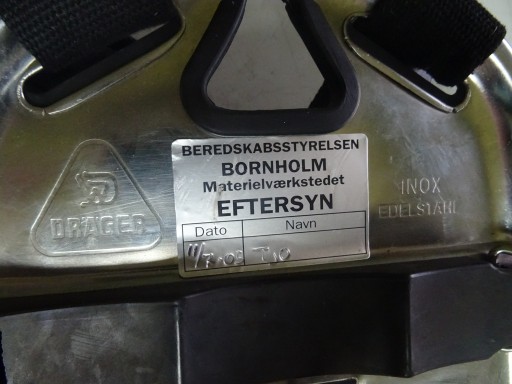 BEREDSKABSSTYRELSEN
BORNHOLM
Materielværkstedet
EFTERSYN
Dato Navn
DRÄGER
INOX
EDELSTAHL